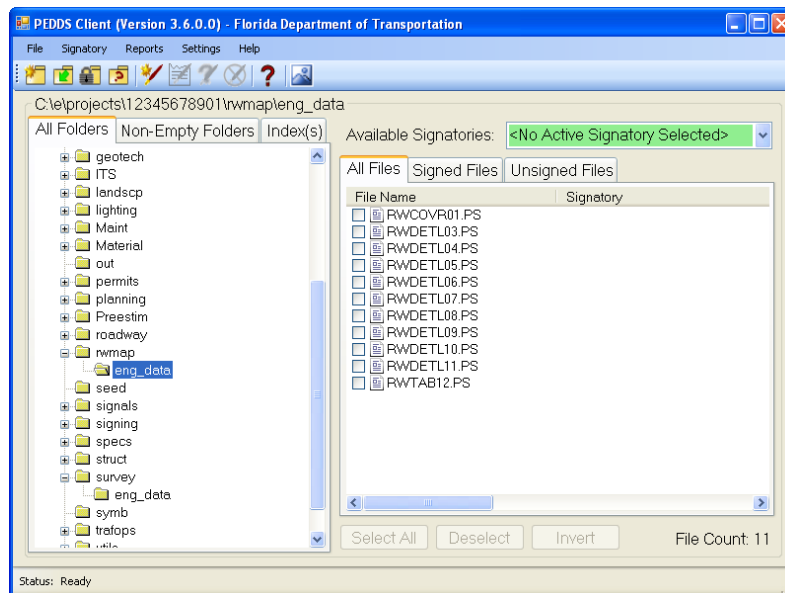 PEDDS Client (Version 3.6.0.0) - Florida Department of Transportation
File Signatory Reports Settings Help
C:\e\projects\12345678901\rwmap\eng_data
All Folders Non-Empty Folders Index(s)
geotech
ITS
landscp
lighting
Maint
Material
out
permits
planning
Preestim
roadway
rwmap
eng_data
seed
signals
signing
specs
struct
survey
eng_data
symb
trafops
Available Signatories: <No Active Signatory Selected>
All Files Signed Files Unsigned Files
File Name Signatory
RWCOVR01.PS
RWDETL03.PS
RWDETL04.PS
RWDETL05.PS
RWDETL06.PS
RWDETL07.PS
RWDETL08.PS
RWDETL09.PS
RWDETL10.PS
RWDETL11.PS
RWTAB12.PS
Select All Deselect Invert File Count: 11
Status: Ready